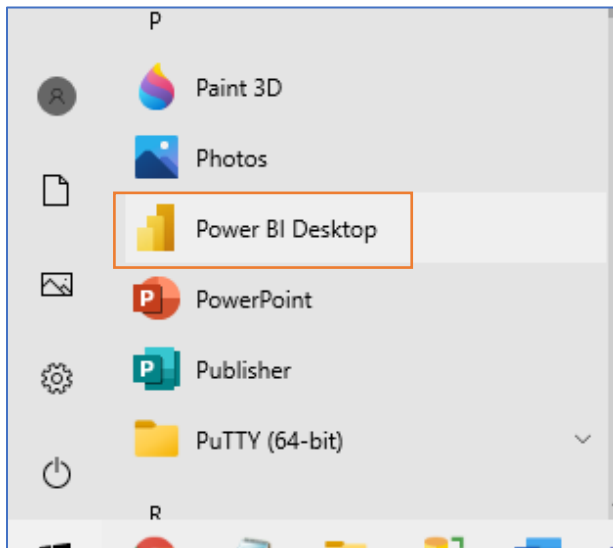 P
Paint 3D
Photos
Power BI Desktop
PowerPoint
Publisher
PuTTY (64-bit)
R